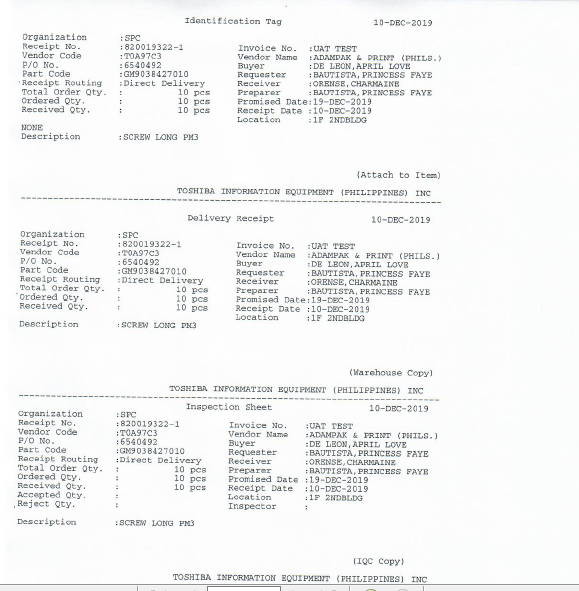 Identification Tag 10-DEC-2019
Organization :SPC
Receipt No. :820019322-1 Invoice No. :UAT TEST
Vendor Code :T0A97C3 Vendor Name :ADAMPAK & PRINT (PHILS.)
P/O No. :6540492 Buyer :DE LEON,APRIL LOVE
Part Code :GM9038427010 Requester :BAUTISTA,PRINCESS FAYE
Receipt Routing :Direct Delivery Receiver :ORENSE,CHARMAINE
Total Order Qty. : 10 pcs Preparer :BAUTISTA,PRINCESS FAYE
Ordered Qty. : 10 pcs Promised Date:19-DEC-2019
Received Qty. : 10 pcs Receipt Date :10-DEC-2019
Location :1F 2NDBLDG
NONE
Description :SCREW LONG PM3
(Attach to Item)
TOSHIBA INFORMATION EQUIPMENT (PHILIPPINES) INC
Delivery Receipt 10-DEC-2019
Organization :SPC
Receipt No. :820019322-1 Invoice No. :UAT TEST
Vendor Code :T0A97C3 Vendor Name :ADAMPAK & PRINT (PHILS.)
P/O No. :6540492 Buyer :DE LEON,APRIL LOVE
Part Code :GM9038427010 Requester :BAUTISTA,PRINCESS FAYE
Receipt Routing :Direct Delivery Receiver :ORENSE,CHARMAINE
Total Order Qty. : 10 pcs Preparer :BAUTISTA,PRINCESS FAYE
Ordered Qty. : 10 pcs Promised Date:19-DEC-2019
Received Qty. : 10 pcs Receipt Date :10-DEC-2019
Location :1F 2NDBLDG
Description :SCREW LONG PM3
(Warehouse Copy)
TOSHIBA INFORMATION EQUIPMENT (PHILIPPINES) INC
Inspection Sheet 10-DEC-2019
Organization :SPC
Receipt No. :820019322-1 Invoice No. :UAT TEST
Vendor Code :T0A97C3 Vendor Name :ADAMPAK & PRINT (PHILS.)
P/O No. :6540492 Buyer :DE LEON,APRIL LOVE
Part Code :GM9038427010 Requester :BAUTISTA,PRINCESS FAYE
Receipt Routing :Direct Delivery Receiver :ORENSE,CHARMAINE
Total Order Qty. : 10 pcs Preparer :BAUTISTA,PRINCESS FAYE
Ordered Qty. : 10 pcs Promised Date :19-DEC-2019
Received Qty. : 10 pcs Receipt Date :10-DEC-2019
Accepted Qty. : Location :1F 2NDBLDG
Reject Qty. : Inspector :
Description :SCREW LONG PM3
(IQC Copy)
TOSHIBA INFORMATION EQUIPMENT (PHILIPPINES) INC